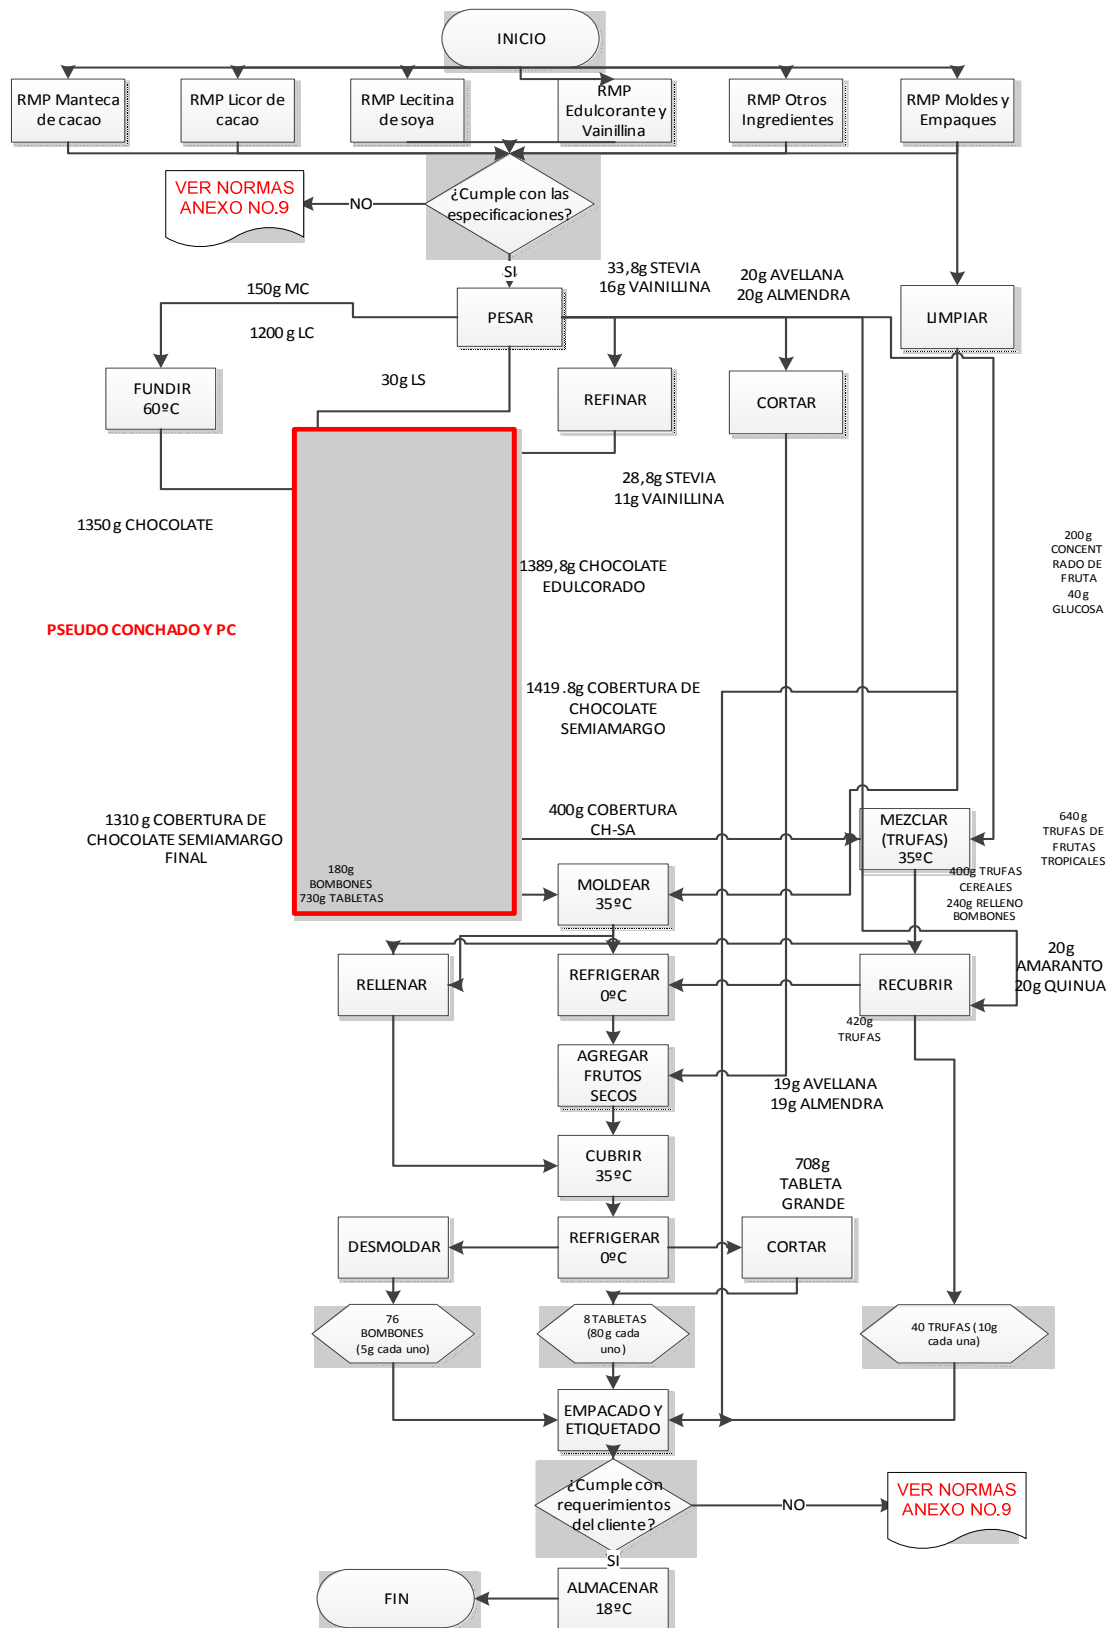 INICIO
RMP Manteca
de cacao
RMP Licor de
cacao
RMP Lecitina
de soya
RMP
Edulcorante y
Vainillina
RMP Otros
Ingredientes
RMP Moldes y
Empaques
VER NORMAS
ANEXO NO.9
NO
¿Cumple con las
especificaciones?
SI
33,8g STEVIA
16g VAINILLINA
20g AVELLANA
20g ALMENDRA
150g MC
1200 g LC
PESAR
LIMPIAR
30g LS
FUNDIR
60ºC
REFINAR
CORTAR
28,8g STEVIA
11g VAINILLINA
1350 g CHOCOLATE
200 g
CONCENT
RADO DE
FRUTA
40 g
GLUCOSA
1389,8g CHOCOLATE
EDULCORADO
PSEUDO CONCHADO Y PC
1419.8g COBERTURA DE
CHOCOLATE
SEMIAMARGO
1310 g COBERTURA DE
CHOCOLATE SEMIAMARGO
FINAL
400g COBERTURA
CH-SA
MEZCLAR
(TRUFAS)
35ºC
640g
TRUFAS DE
FRUTAS
TROPICALES
180g
BOMBONES
730g TABLETAS
MOLDEAR
35ºC
400g TRUFAS
CEREALES
240g RELLENO
BOMBONES
RELLENAR
REFRIGERAR
0ºC
RECUBRIR
20g
AMARANTO
20g QUINUA
420g
TRUFAS
AGREGAR
FRUTOS
SECOS
19g AVELLANA
19g ALMENDRA
CUBRIR
35ºC
708g
TABLETA
GRANDE
DESMOLDAR
REFRIGERAR
0ºC
CORTAR
76
BOMBONES
(5g cada uno)
8 TABLETAS
(80 g cada
uno)
40 TRUFAS (10g
cada una)
EMPACADO Y
ETIQUETADO
¿Cumple con
requerimientos
del cliente?
NO
VER NORMAS
ANEXO NO.9
SI
FIN
ALMACENAR
18ºC